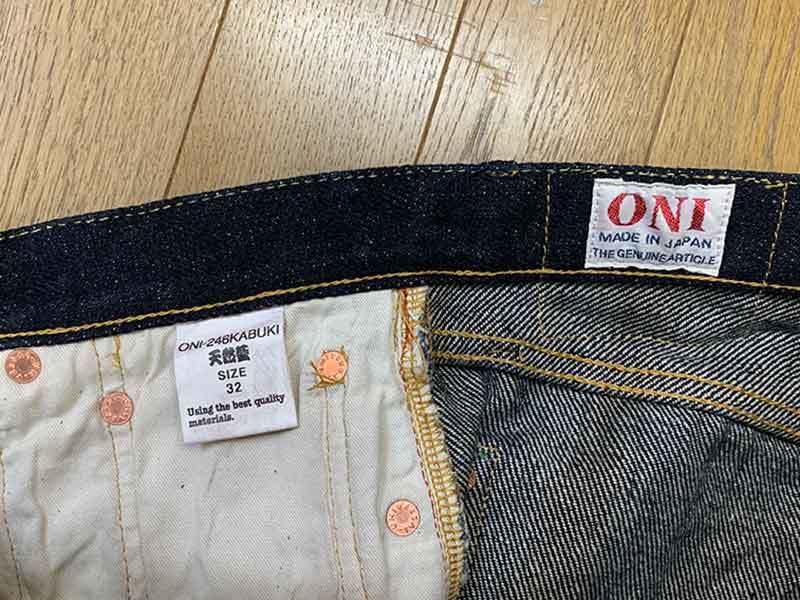 ONI
MADE IN JAPAN
THE GENUINE ARTICLE.
ONI-246KABUKI
天然藍
SIZE
32
Using the best quality
materials.